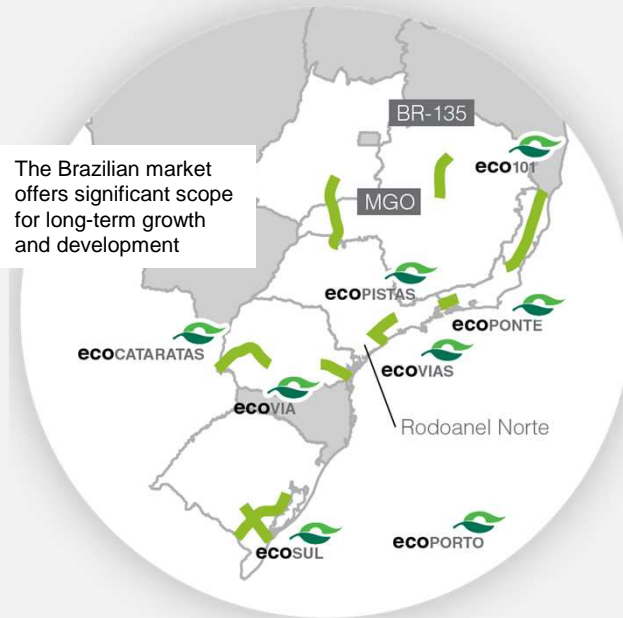 BR-135
eco101
The Brazilian market
offers significant scope
for long-term growth
and development
MGO
ecoPISTAS
ecoPONTE
ecoCATARATAS
ecoVIAS
ecoVIA
Rodoanel Norte
ecoSUL
ecoPORTO